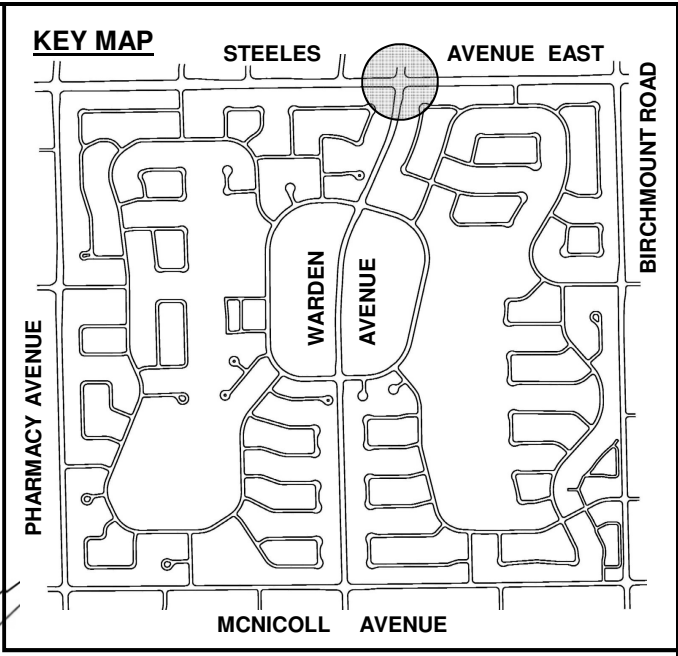 KEY MAP
STEELES AVENUE EAST
BIRCHMOUNT ROAD
WARDEN
AVENUE
PHARMACY AVENUE
MCNICOLL AVENUE